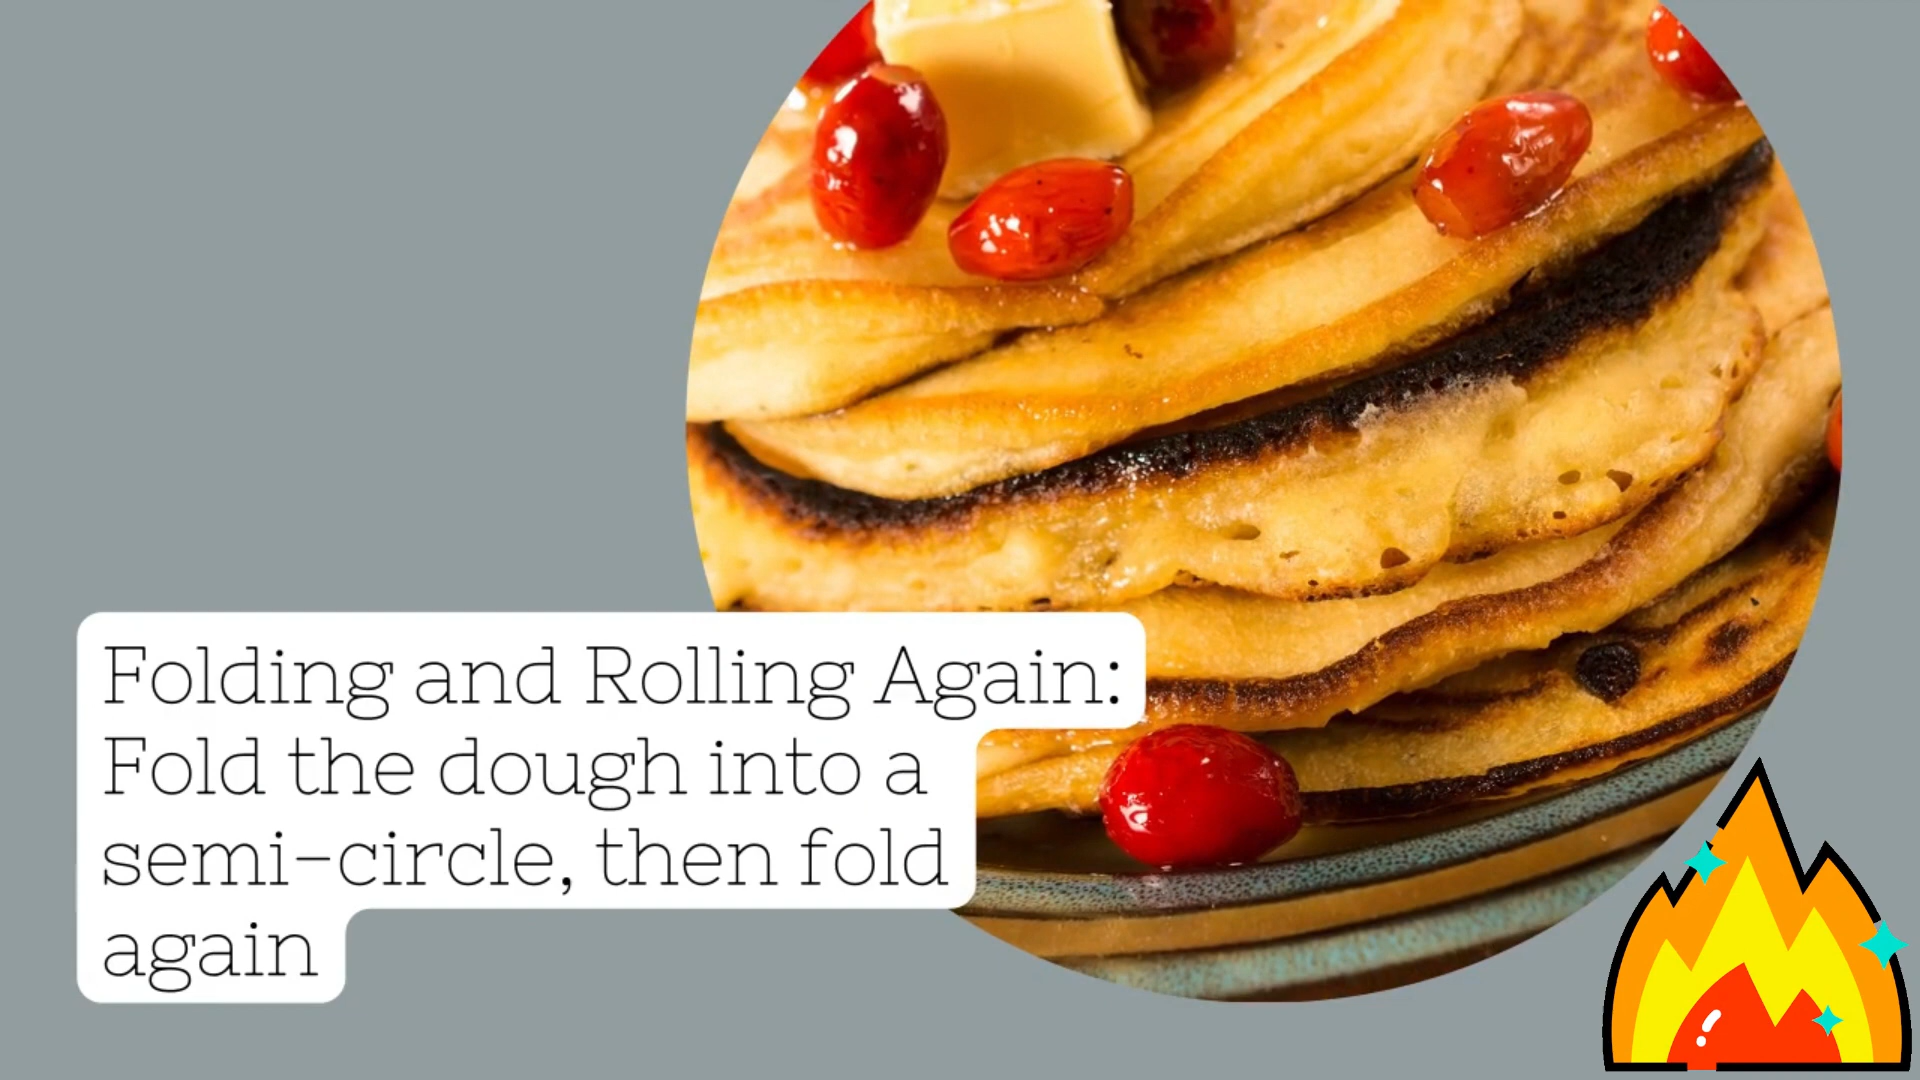 Folding and Rolling Again:
Fold the dough into a
semi-circle, then fold
again